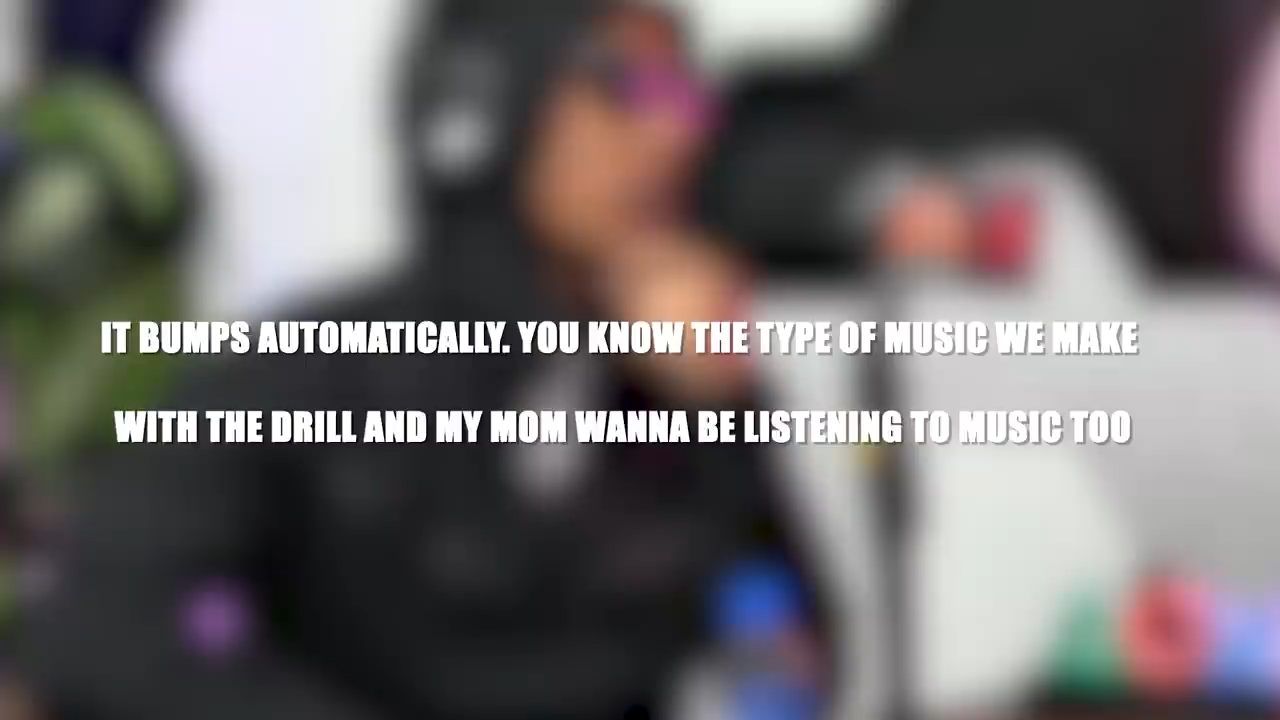 IT BUMPS AUTOMATICALLY. YOU KNOW THE TYPE OF MUSIC WE MAKE
WITH THE DRILL AND MY MOM WANNA BE LISTENING TO MUSIC TOO